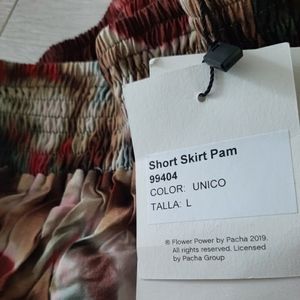 Short Skirt Pam
99404
COLOR: UNICO
TALLA: L
® Flower Power by Pacha 2019.
All rights reserved. Licensed
by Pacha Group